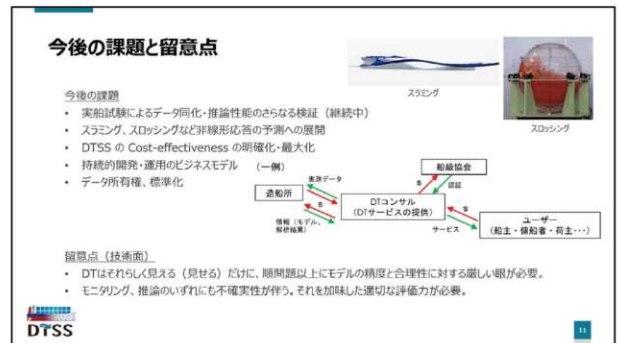 今後の課題と留意点
スラミング
スロッシング
今後の課題
• 実船試験によるデータ同化・推論性能のさらなる検証（継続中）
• スラミング、スロッシングなど非線形応答の予測への展開
• DTSS の Cost-effectiveness の明確化・最大化
• 持続的開発・運用のビジネスモデル （一例）
• データ所有権、標準化
船級協会
実測データ
$
認証
造船所
$
DTコンサル
（DTサービスの提供）
$
情報（モデル、
解析結果）
サービス
ユーザー
（船主・傭船者・荷主・・・）
留意点（技術面）
• DTはそれらしく見える（見せる）だけに、順問題以上にモデルの精度と合理性に対する厳しい眼が必要。
• モニタリング、推論のいずれにも不確実性が伴う。それを加味した適切な評価力が必要。
DTSS
11